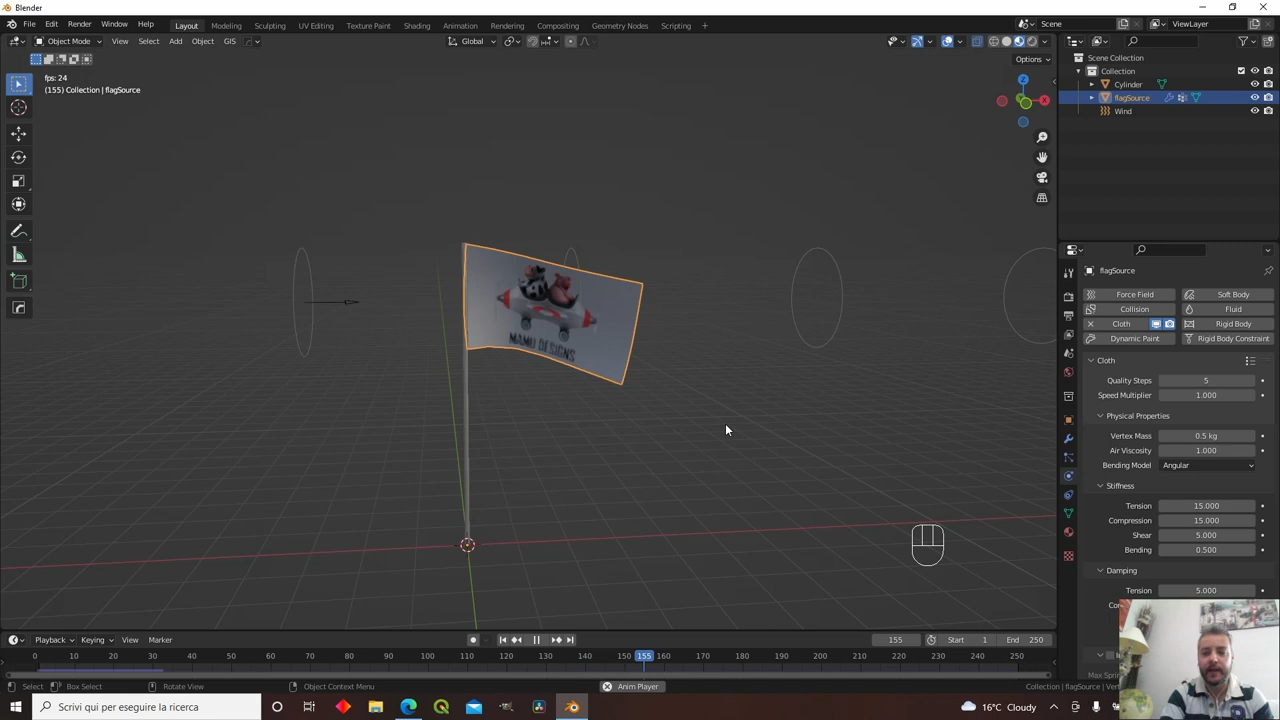 Blender
File Edit Render Window Help Layout Modeling Sculpting UV Editing Texture Paint Shading Animation Rendering Compositing Geometry Nodes Scripting + Scene ViewLayer
Object Mode View Select Add Object GIS Global
Options
fps: 24
(155) Collection | flagSource
Z
X
MAMO DESIGNS
Scene Collection
Collection
Cylinder
flagSource
Wind
flagSource
Force Field Soft Body
Collision Fluid
Cloth Rigid Body
Dynamic Paint Rigid Body Constraint
Cloth
Quality Steps 5
Speed Multiplier 1.000
Physical Properties
Vertex Mass 0.5 kg
Air Viscosity 1.000
Bending Model Angular
Stiffness
Tension 15.000
Compression 15.000
Shear 5.000
Bending 0.500
Damping
Tension 5.000
Playback Keying View Marker 155 Start 1 End 250
0 10 20 30 40 50 60 70 80 90 100 110 120 130 140 150 155 160 170 180 190 200 210 220 230 240 250
Select Box Select Rotate View Object Context Menu Anim Player Collection | flagSource
Scrivi qui per eseguire la ricerca 16°C Cloudy